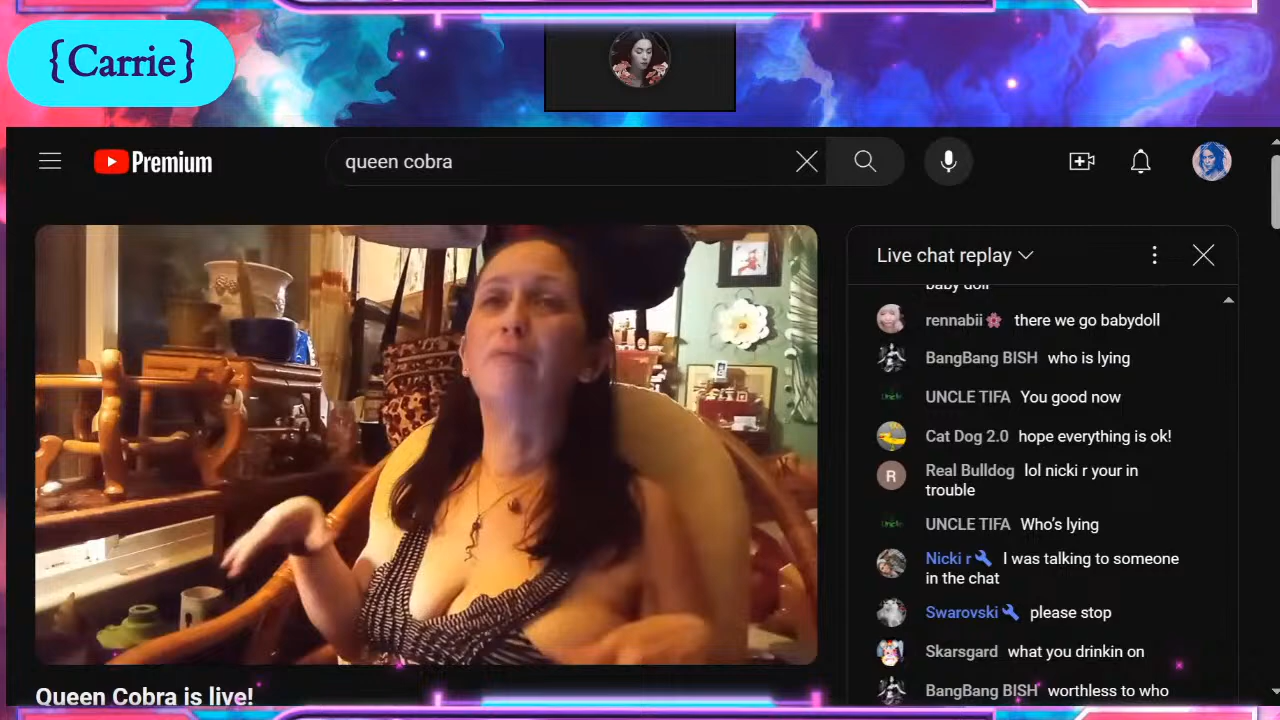 {Carrie}
Premium
queen cobra
Live chat replay
baby doll
rennabii there we go babydoll
BangBang BISH who is lying
UNCLE TIFA You good now
Cat Dog 2.0 hope everything is ok!
R
Real Bulldog lol nicki r your in
trouble
UNCLE TIFA Who's lying
Nicki r I was talking to someone
in the chat
Swarovski please stop
Skarsgard what you drinkin on
BangBang BISH worthless to who
Queen Cobra is live!